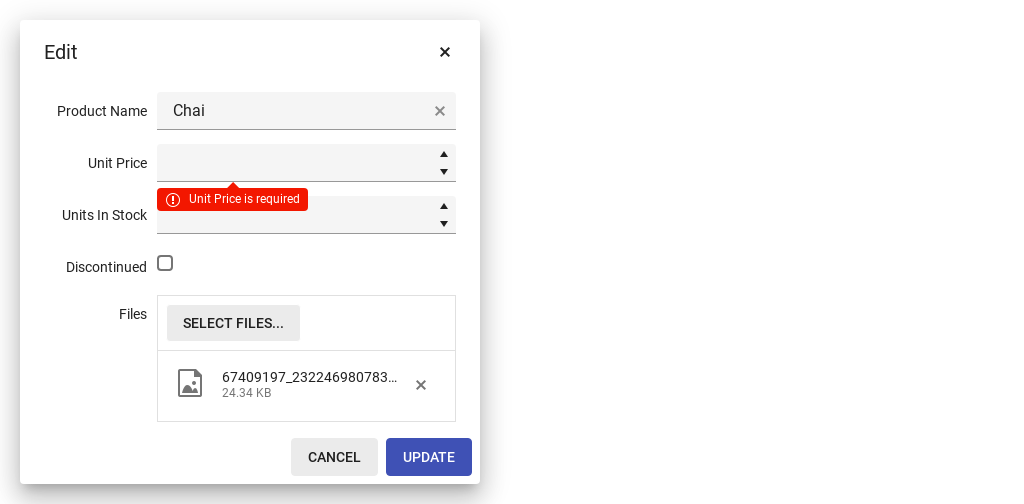 Edit
Product Name
Chai
Unit Price
Unit Price is required
Units In Stock
Discontinued
Files
SELECT FILES...
67409197_232246980783...
24.34 KB
CANCEL
UPDATE